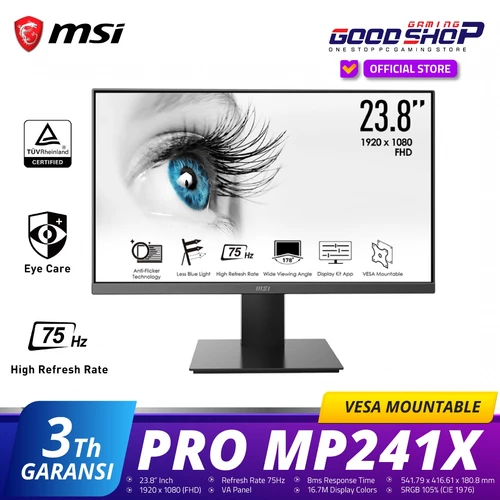 msi
GAMING
GOODSHOP
ONE STOP PC GAMING STORE
OFFICIAL STORE
TÜVRheinland
CERTIFIED
23.8”
1920 x 1080
FHD
Eye Care
75 Hz
High Refresh Rate
Anti-Flicker
Technology
Less Blue Light
75 Hz
High Refresh Rate
178°
Wide Viewing Angle
Display Kit App
VESA Mountable
msi
VESA MOUNTABLE
3Th
GARANSI
PRO MP241X
23.8" Inch
1920 x 1080 (FHD)
Refresh Rate 75Hz
VA Panel
8ms Response Time
16.7M Display Colors
541.79 x 416.61 x 180.8 mm
SRGB 105% (CIE 1976)